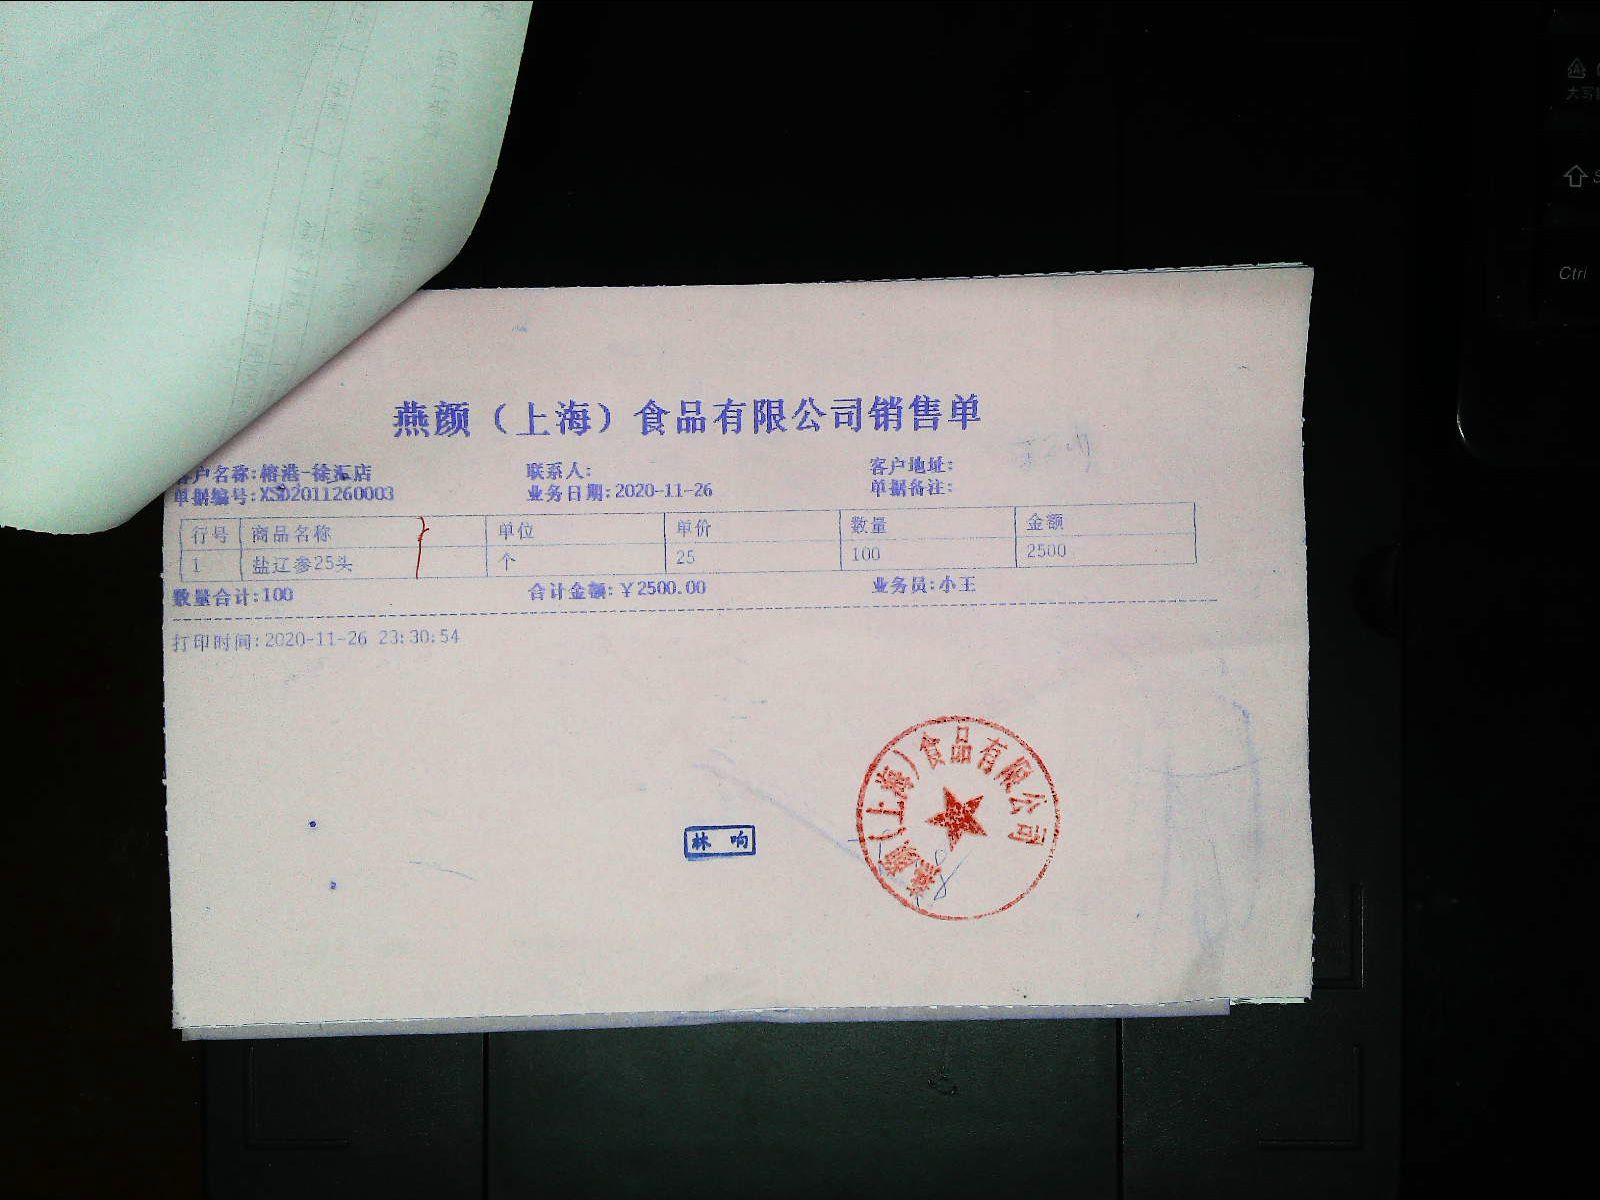 燕颜（上海）食品有限公司销售单
客户名称:榕港-徐汇店 联系人: 客户地址:
单据编号:XSD2011260003 业务日期:2020-11-26 单据备注:
行号 商品名称 单位 单价 数量 金额
1 盐辽参25头 个 25 100 2500
数量合计:100 合计金额:￥2500.00 业务员:小王
打印时间:2020-11-26 23:30:54
燕颜（上海）食品有限公司
林 响
Ctrl